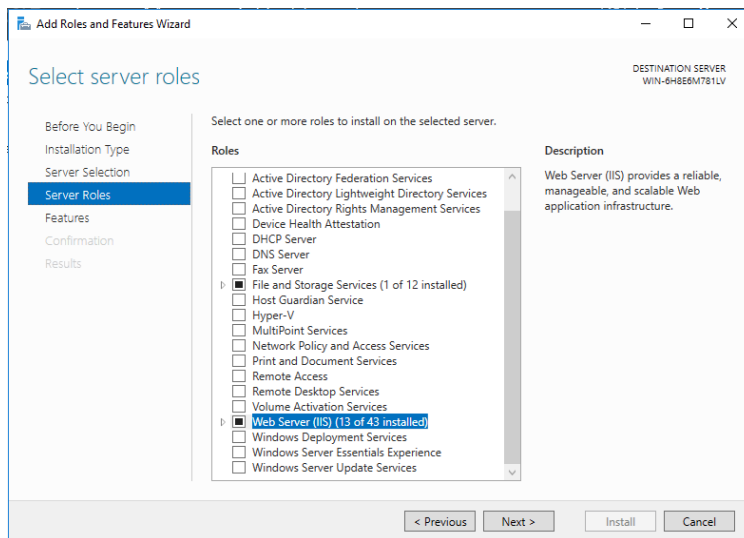 Add Roles and Features Wizard
Select server roles
DESTINATION SERVER
WIN-6H8E6M781LV
Before You Begin
Installation Type
Server Selection
Server Roles
Features
Confirmation
Results
Select one or more roles to install on the selected server.
Roles
Active Directory Federation Services
Active Directory Lightweight Directory Services
Active Directory Rights Management Services
Device Health Attestation
DHCP Server
DNS Server
Fax Server
File and Storage Services (1 of 12 installed)
Host Guardian Service
Hyper-V
MultiPoint Services
Network Policy and Access Services
Print and Document Services
Remote Access
Remote Desktop Services
Volume Activation Services
Web Server (IIS) (13 of 43 installed)
Windows Deployment Services
Windows Server Essentials Experience
Windows Server Update Services
Description
Web Server (IIS) provides a reliable,
manageable, and scalable Web
application infrastructure.
< Previous
Next >
Install
Cancel